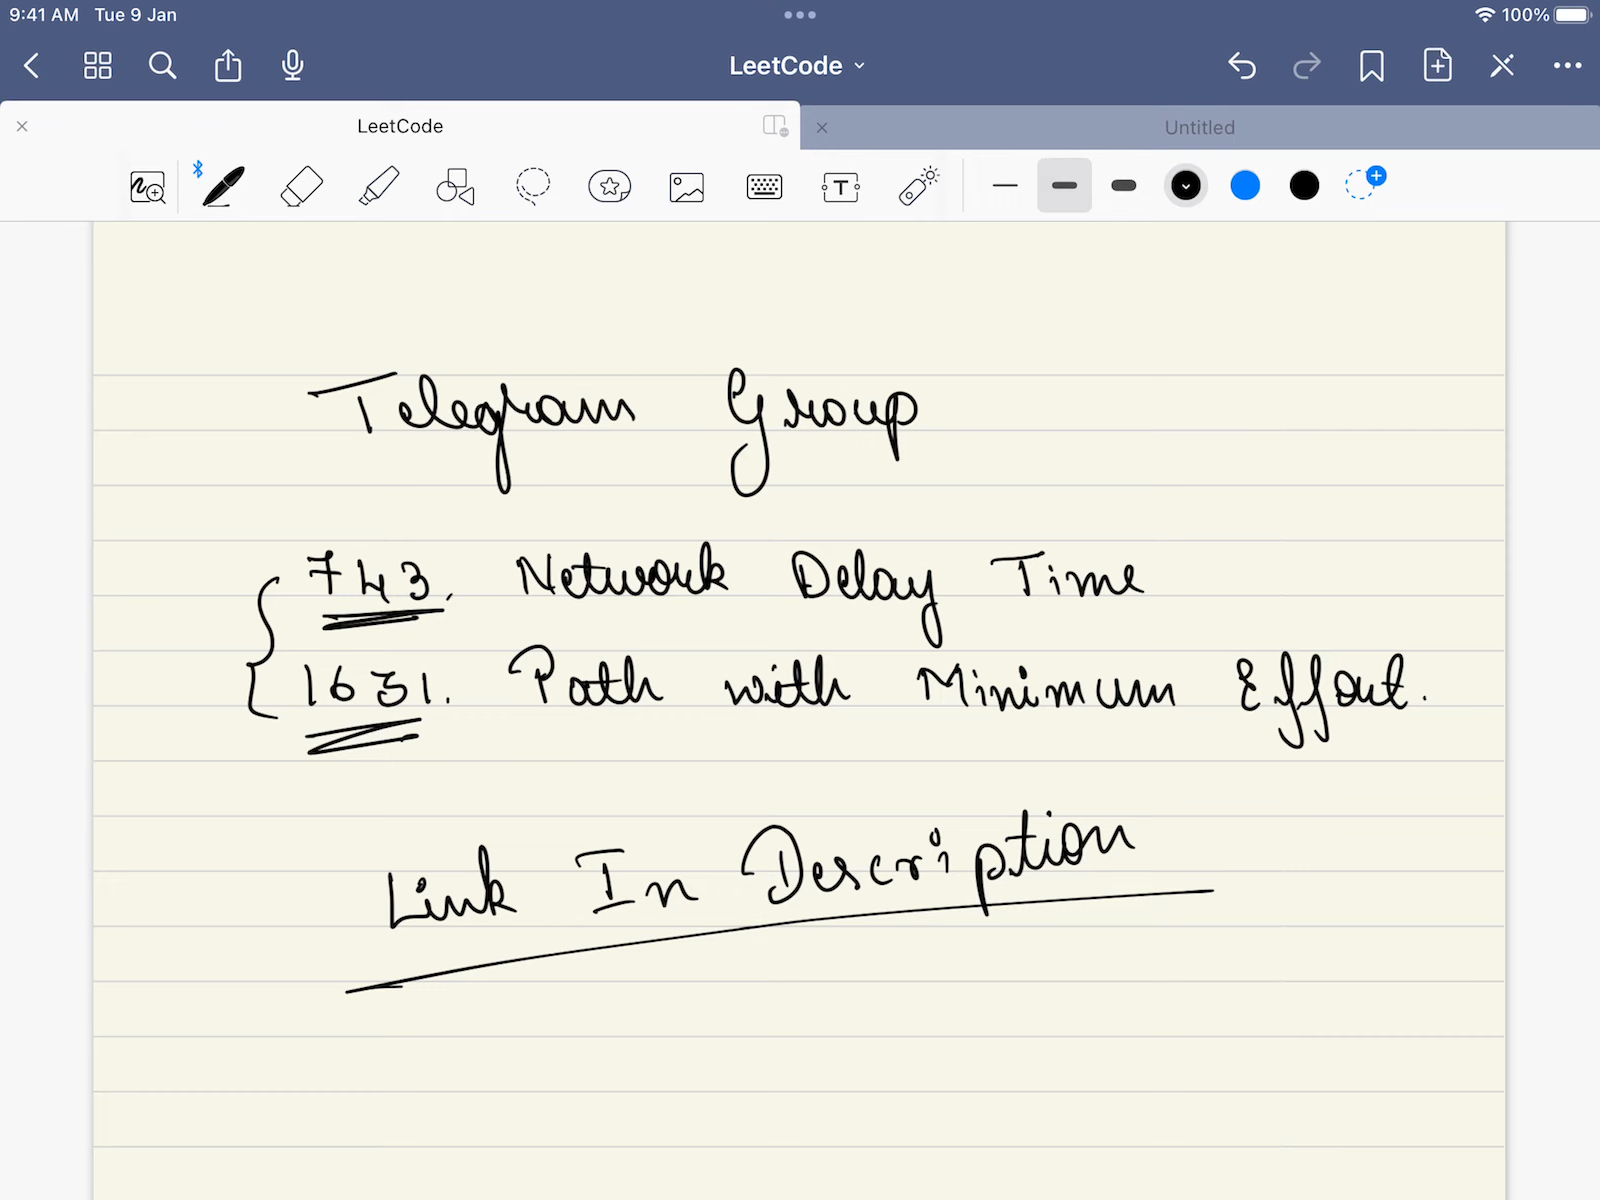 9:41 AM Tue 9 Jan
100%
LeetCode
LeetCode
Untitled
T
Telegram Group
743. Network Delay Time
1631. Path with Minimum Effort.
Link In Description